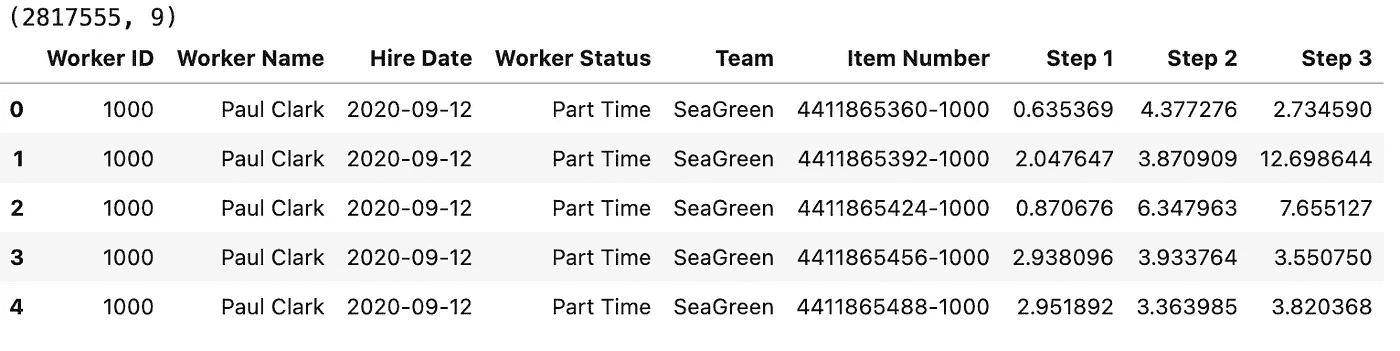 (2817555, 9)
Worker ID Worker Name Hire Date Worker Status Team Item Number Step 1 Step 2 Step 3
0 1000 Paul Clark 2020-09-12 Part Time SeaGreen 4411865360-1000 0.635369 4.377276 2.734590
1 1000 Paul Clark 2020-09-12 Part Time SeaGreen 4411865392-1000 2.047647 3.870909 12.698644
2 1000 Paul Clark 2020-09-12 Part Time SeaGreen 4411865424-1000 0.870676 6.347963 7.655127
3 1000 Paul Clark 2020-09-12 Part Time SeaGreen 4411865456-1000 2.938096 3.933764 3.550750
4 1000 Paul Clark 2020-09-12 Part Time SeaGreen 4411865488-1000 2.951892 3.363985 3.820368